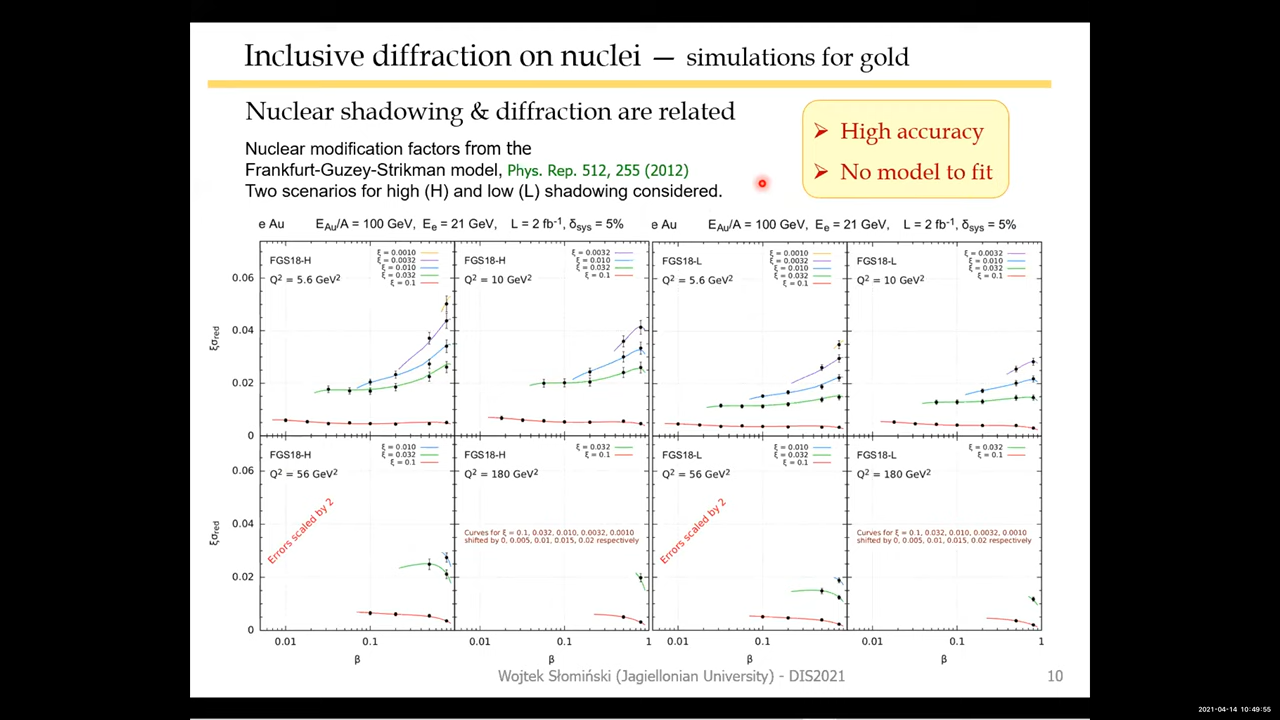 Inclusive diffraction on nuclei — simulations for gold
Nuclear shadowing & diffraction are related
Nuclear modification factors from the
Frankfurt-Guzey-Strikman model, Phys. Rep. 512, 255 (2012)
Two scenarios for high (H) and low (L) shadowing considered.
➢ High accuracy
➢ No model to fit
e Au E_Au/A = 100 GeV, E_e = 21 GeV, L = 2 fb⁻¹, δ_sys = 5%
e Au E_Au/A = 100 GeV, E_e = 21 GeV, L = 2 fb⁻¹, δ_sys = 5%
FGS18-H
Q² = 5.6 GeV²
ξ = 0.0010
ξ = 0.0032
ξ = 0.010
ξ = 0.032
ξ = 0.1
FGS18-H
Q² = 10 GeV²
ξ = 0.0032
ξ = 0.010
ξ = 0.032
ξ = 0.1
FGS18-L
Q² = 5.6 GeV²
ξ = 0.0010
ξ = 0.0032
ξ = 0.010
ξ = 0.032
ξ = 0.1
FGS18-L
Q² = 10 GeV²
ξ = 0.0032
ξ = 0.010
ξ = 0.032
ξ = 0.1
ξσ_red
0.06
0.04
0.02
0
FGS18-H
Q² = 56 GeV²
ξ = 0.010
ξ = 0.032
ξ = 0.1
Errors scaled by 2
FGS18-H
Q² = 180 GeV²
ξ = 0.032
ξ = 0.1
Curves for ξ = 0.1, 0.032, 0.010, 0.0032, 0.0010
shifted by 0, 0.005, 0.01, 0.015, 0.02 respectively
FGS18-L
Q² = 56 GeV²
ξ = 0.010
ξ = 0.032
ξ = 0.1
Errors scaled by 2
FGS18-L
Q² = 180 GeV²
ξ = 0.032
ξ = 0.1
Curves for ξ = 0.1, 0.032, 0.010, 0.0032, 0.0010
shifted by 0, 0.005, 0.01, 0.015, 0.02 respectively
ξσ_red
0.06
0.04
0.02
0
0.01 0.1 0.01 0.1 1 0.01 0.1 0.01 0.1 1
β β β β
Wojtek Słomiński (Jagiellonian University) - DIS2021
10
2021-04-14 10:49:55